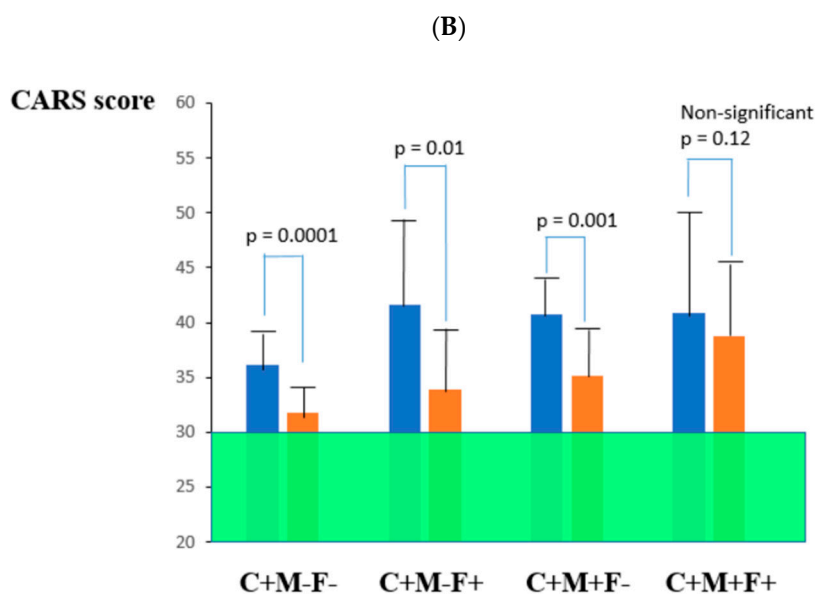 (B)
CARS score
60
55
50
45
40
35
30
25
20
p = 0.0001
p = 0.01
p = 0.001
Non-significant
p = 0.12
C+M-F-
C+M-F+
C+M+F-
C+M+F+